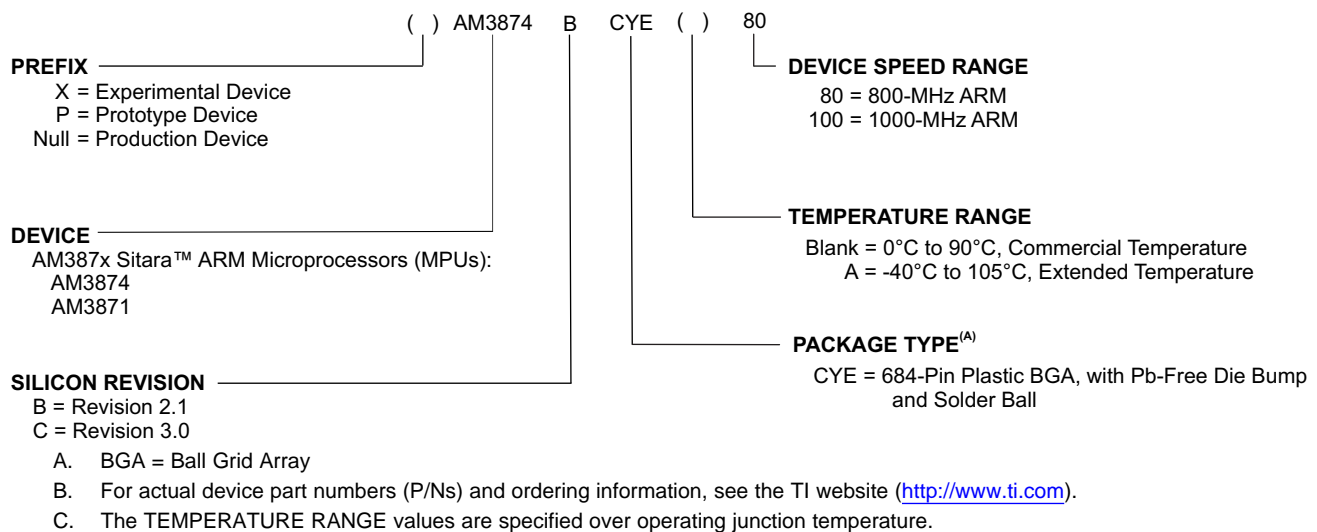 ( ) AM3874 B CYE ( ) 80
PREFIX
X = Experimental Device
P = Prototype Device
Null = Production Device
DEVICE SPEED RANGE
80 = 800-MHz ARM
100 = 1000-MHz ARM
DEVICE
AM387x Sitara™ ARM Microprocessors (MPUs):
AM3874
AM3871
TEMPERATURE RANGE
Blank = 0°C to 90°C, Commercial Temperature
A = -40°C to 105°C, Extended Temperature
SILICON REVISION
B = Revision 2.1
C = Revision 3.0
PACKAGE TYPE(A)
CYE = 684-Pin Plastic BGA, with Pb-Free Die Bump
and Solder Ball
A. BGA = Ball Grid Array
B. For actual device part numbers (P/Ns) and ordering information, see the TI website (http://www.ti.com).
C. The TEMPERATURE RANGE values are specified over operating junction temperature.